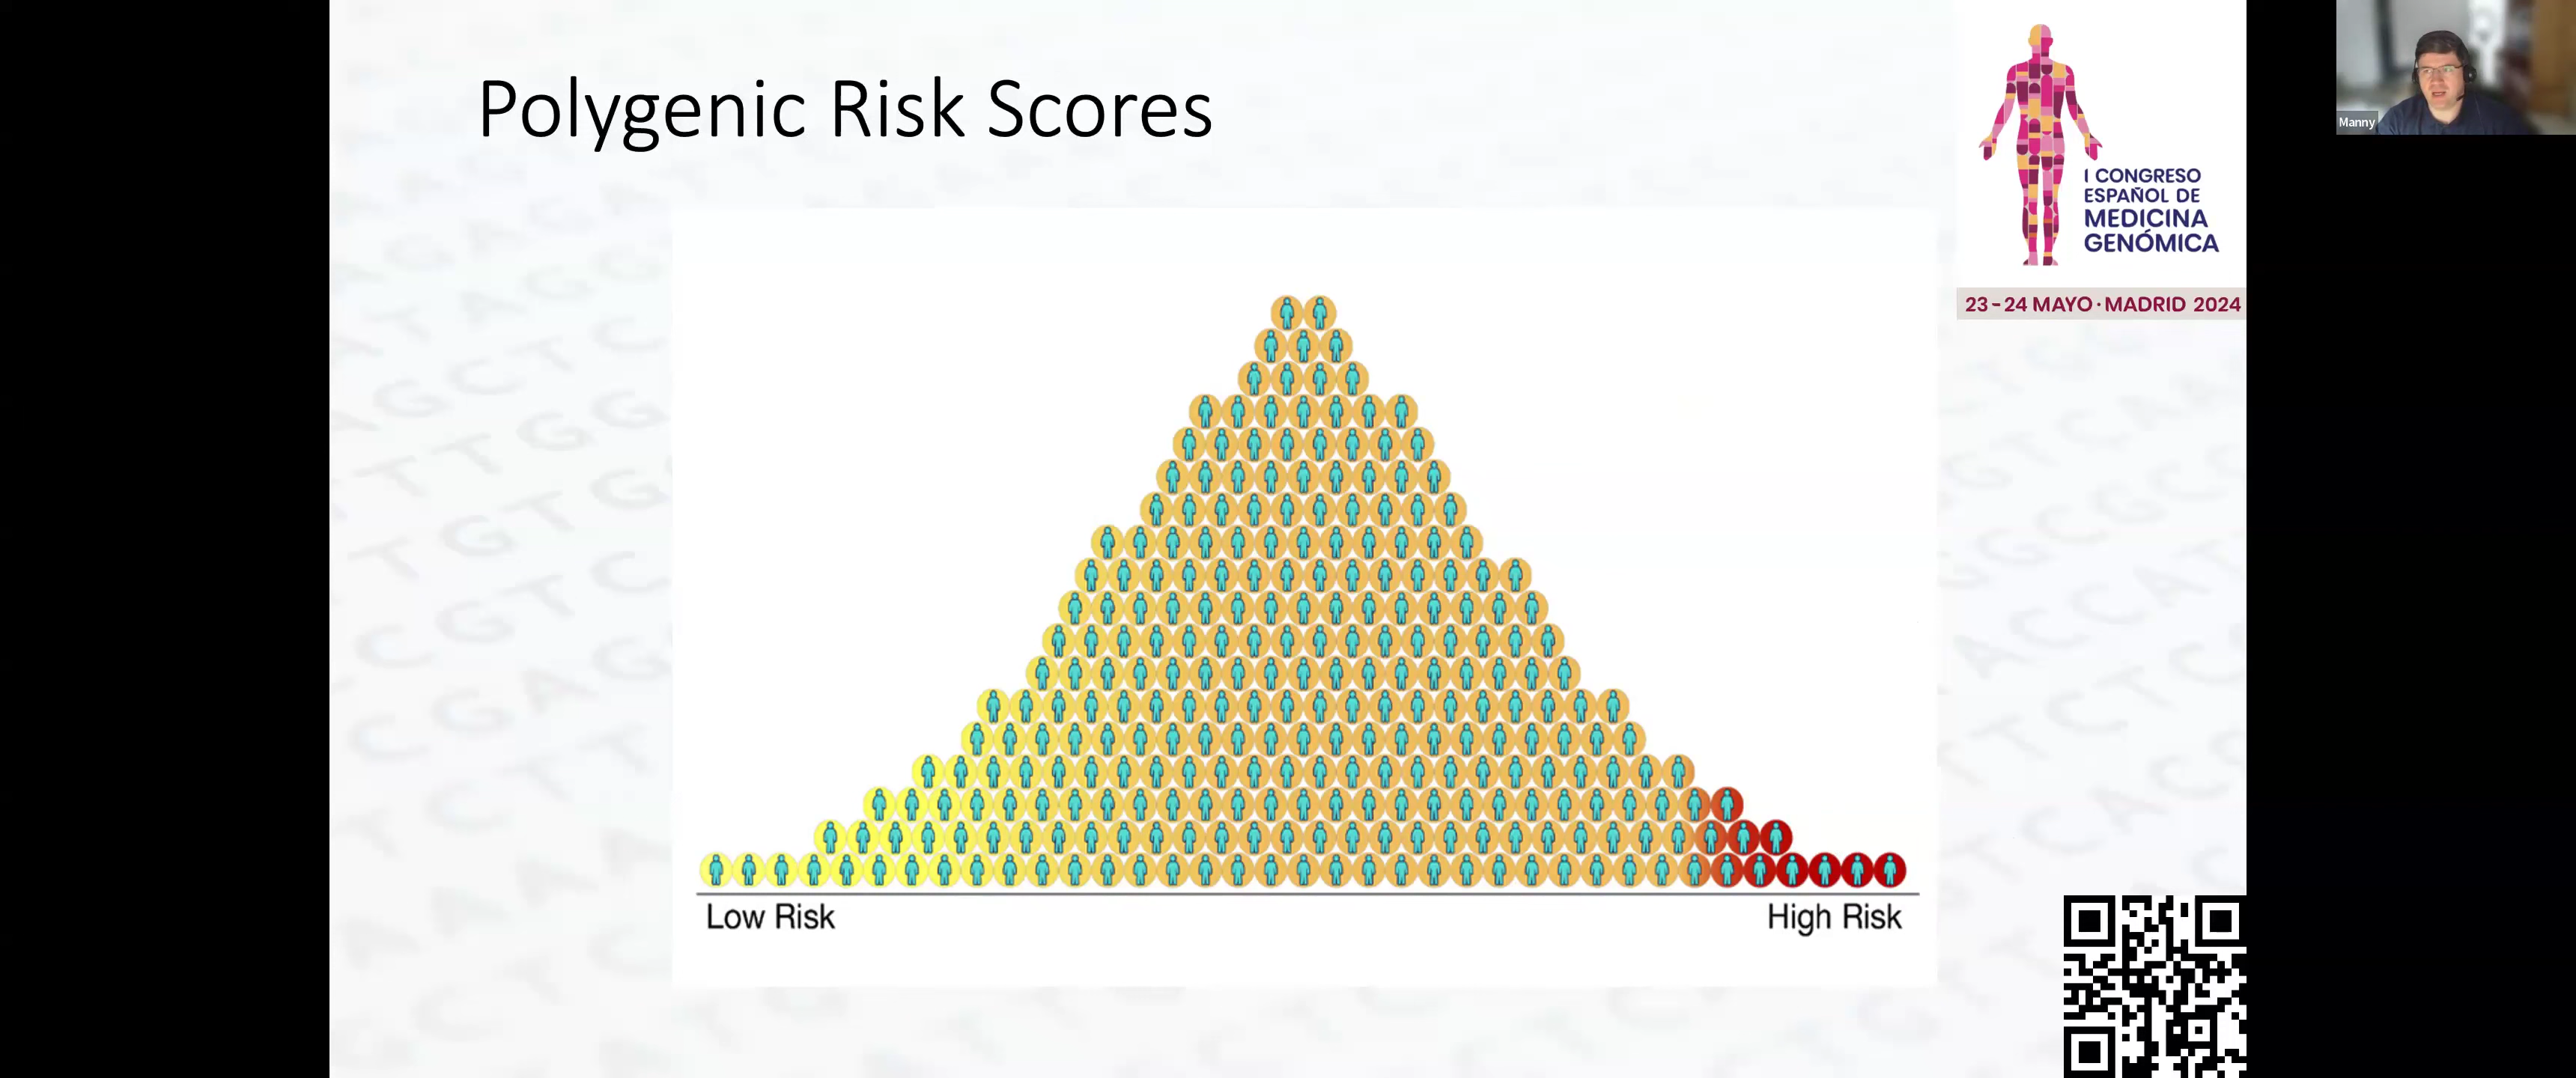 Polygenic Risk Scores
I CONGRESO
ESPAÑOL DE
MEDICINA
GENÓMICA
23-24 MAYO·MADRID 2024
Manny
Low Risk
High Risk